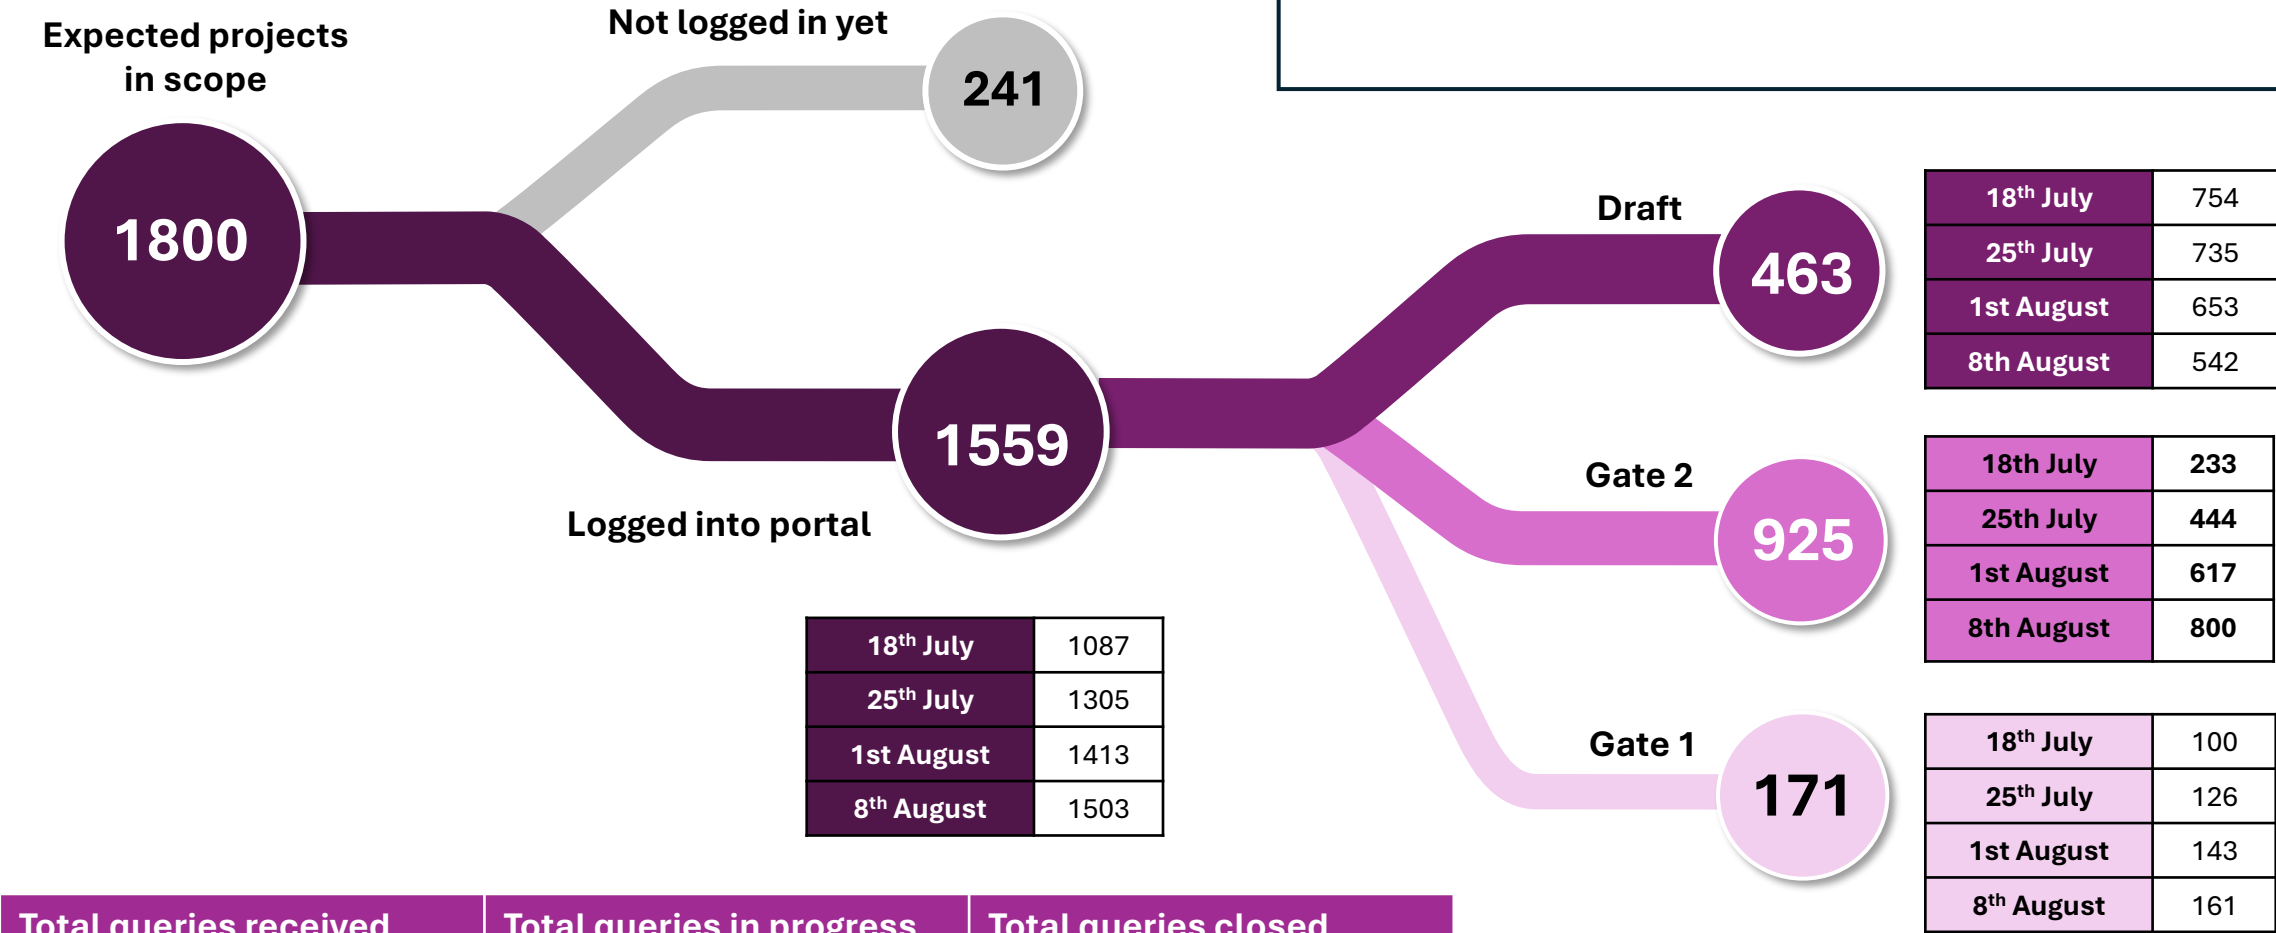 Expected projects
in scope
1800
Not logged in yet
241
1559
Logged into portal
18th July 1087
25th July 1305
1st August 1413
8th August 1503
Draft
463
18th July 754
25th July 735
1st August 653
8th August 542
Gate 2
925
18th July 233
25th July 444
1st August 617
8th August 800
Gate 1
171
18th July 100
25th July 126
1st August 143
8th August 161
Total queries received Total queries in progress Total queries closed